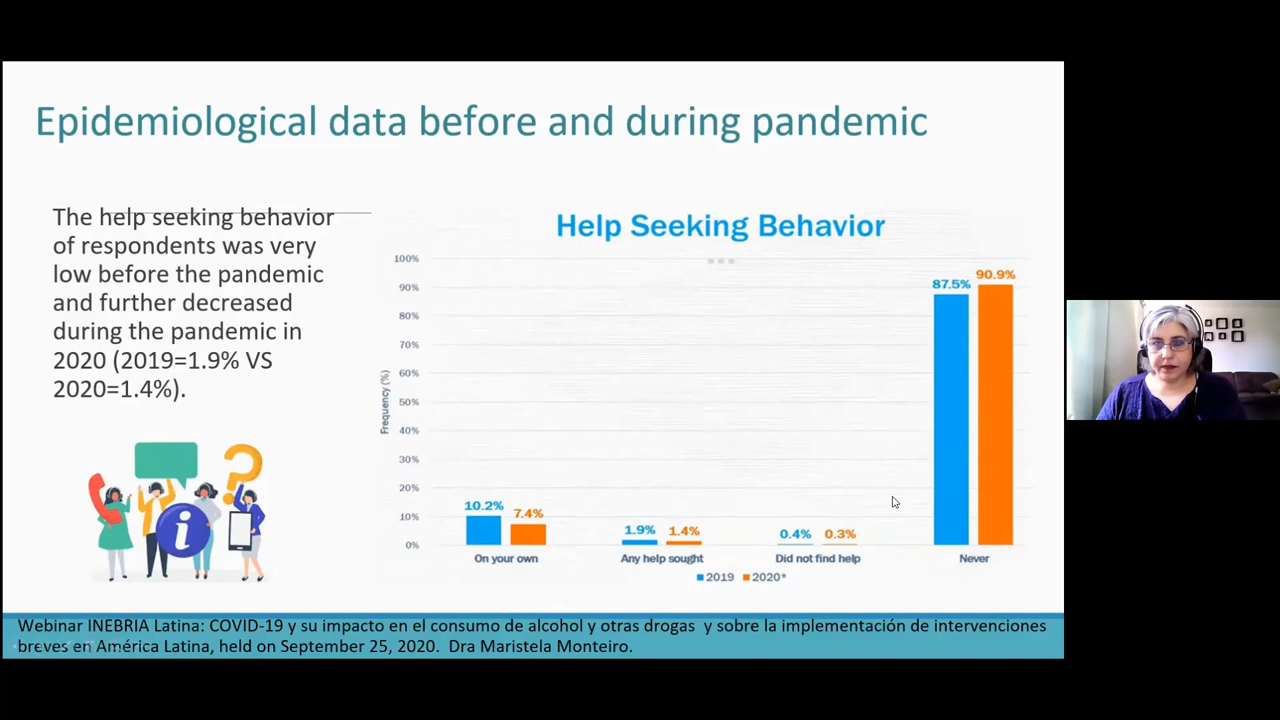 Epidemiological data before and during pandemic
The help seeking behavior
of respondents was very
low before the pandemic
and further decreased
during the pandemic in
2020 (2019=1.9% VS
2020=1.4%).
Help Seeking Behavior
100%
90%
80%
70%
60%
50%
40%
30%
20%
10%
0%
Frequency (%)
10.2% 7.4%
1.9% 1.4%
0.4% 0.3%
87.5% 90.9%
On your own Any help sought Did not find help Never
2019 2020*
i
?
Webinar INEBRIA Latina: COVID-19 y su impacto en el consumo de alcohol y otras drogas y sobre la implementación de intervenciones
breves en América Latina, held on September 25, 2020. Dra Maristela Monteiro.